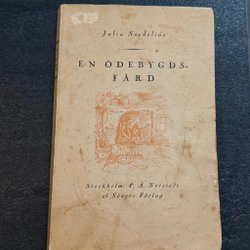 Julia Svedelius
EN ÖDEBYGDS-
FÄRD
Stockholm. P. A. Norstedt
& Söners Förlag